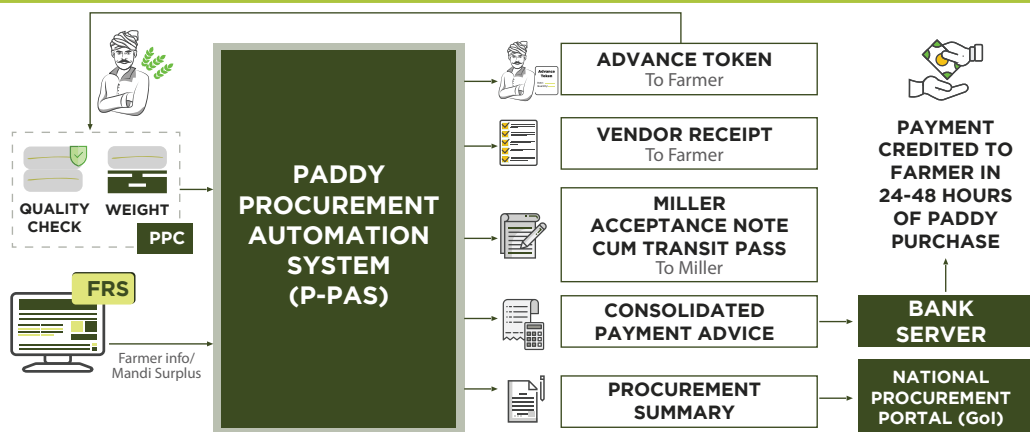 QUALITY
CHECK
WEIGHT
PPC
FRS
Farmer info/
Mandi Surplus
PADDY
PROCUREMENT
AUTOMATION
SYSTEM
(P-PAS)
Advance
Token
ADVANCE TOKEN
To Farmer
VENDOR RECEIPT
To Farmer
MILLER
ACCEPTANCE NOTE
CUM TRANSIT PASS
To Miller
CONSOLIDATED
PAYMENT ADVICE
PROCUREMENT
SUMMARY
PAYMENT
CREDITED TO
FARMER IN
24-48 HOURS
OF PADDY
PURCHASE
BANK
SERVER
NATIONAL
PROCUREMENT
PORTAL (GoI)